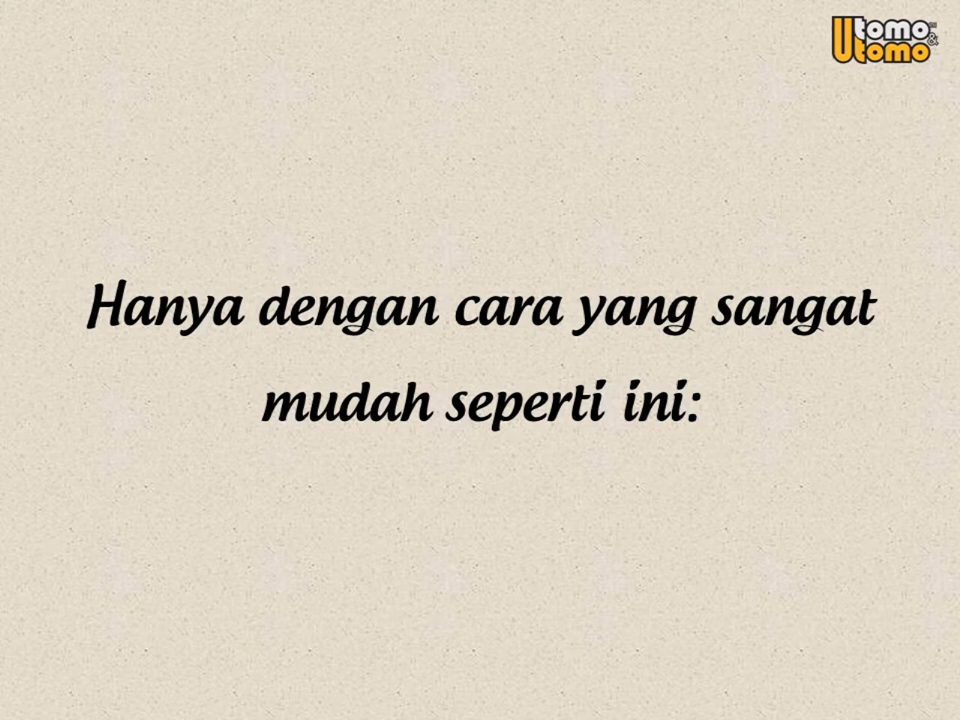 Utomo &
Utomo
Hanya dengan cara yang sangat
mudah seperti ini: